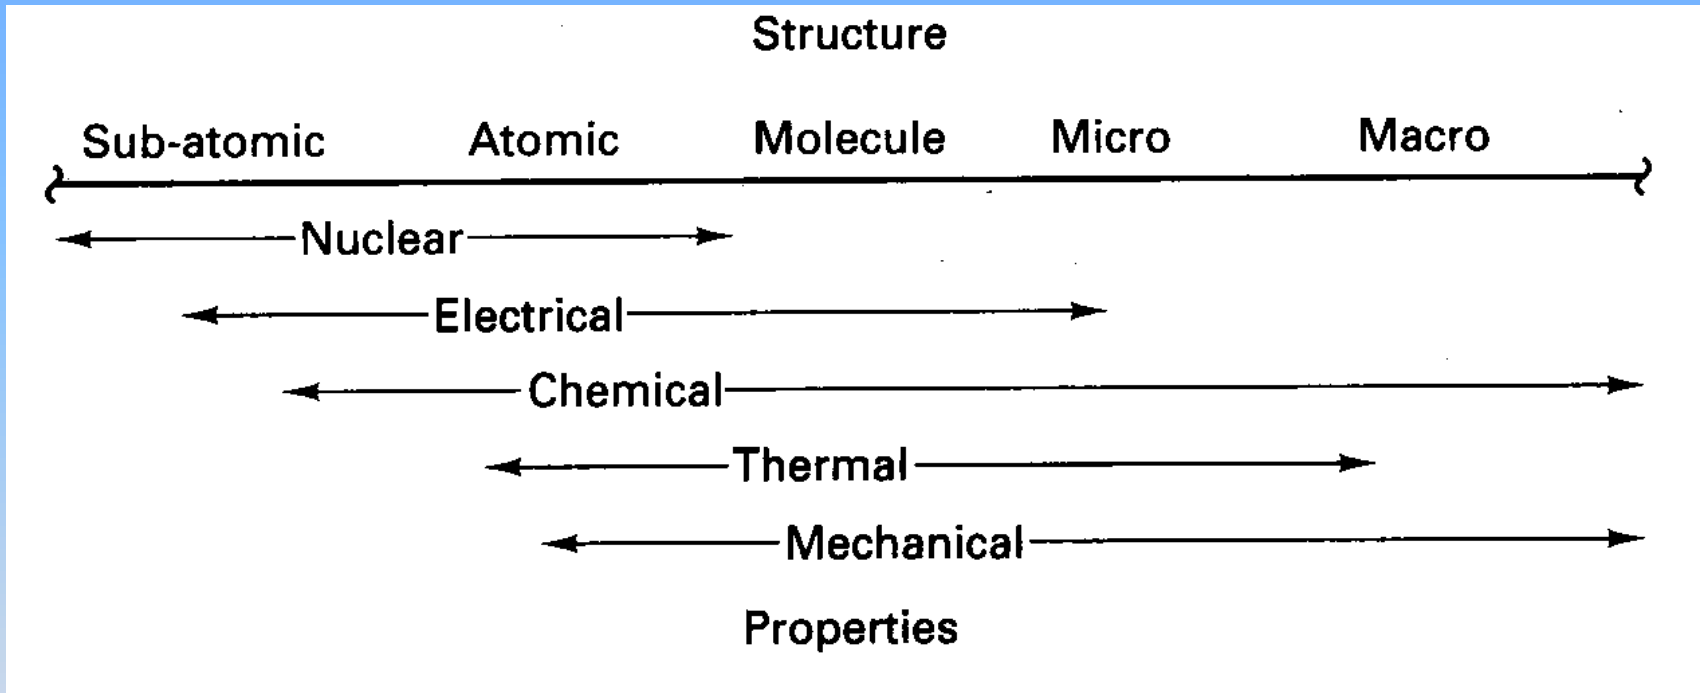 Structure
Sub-atomic Atomic Molecule Micro Macro
Nuclear
Electrical
Chemical
Thermal
Mechanical
Properties